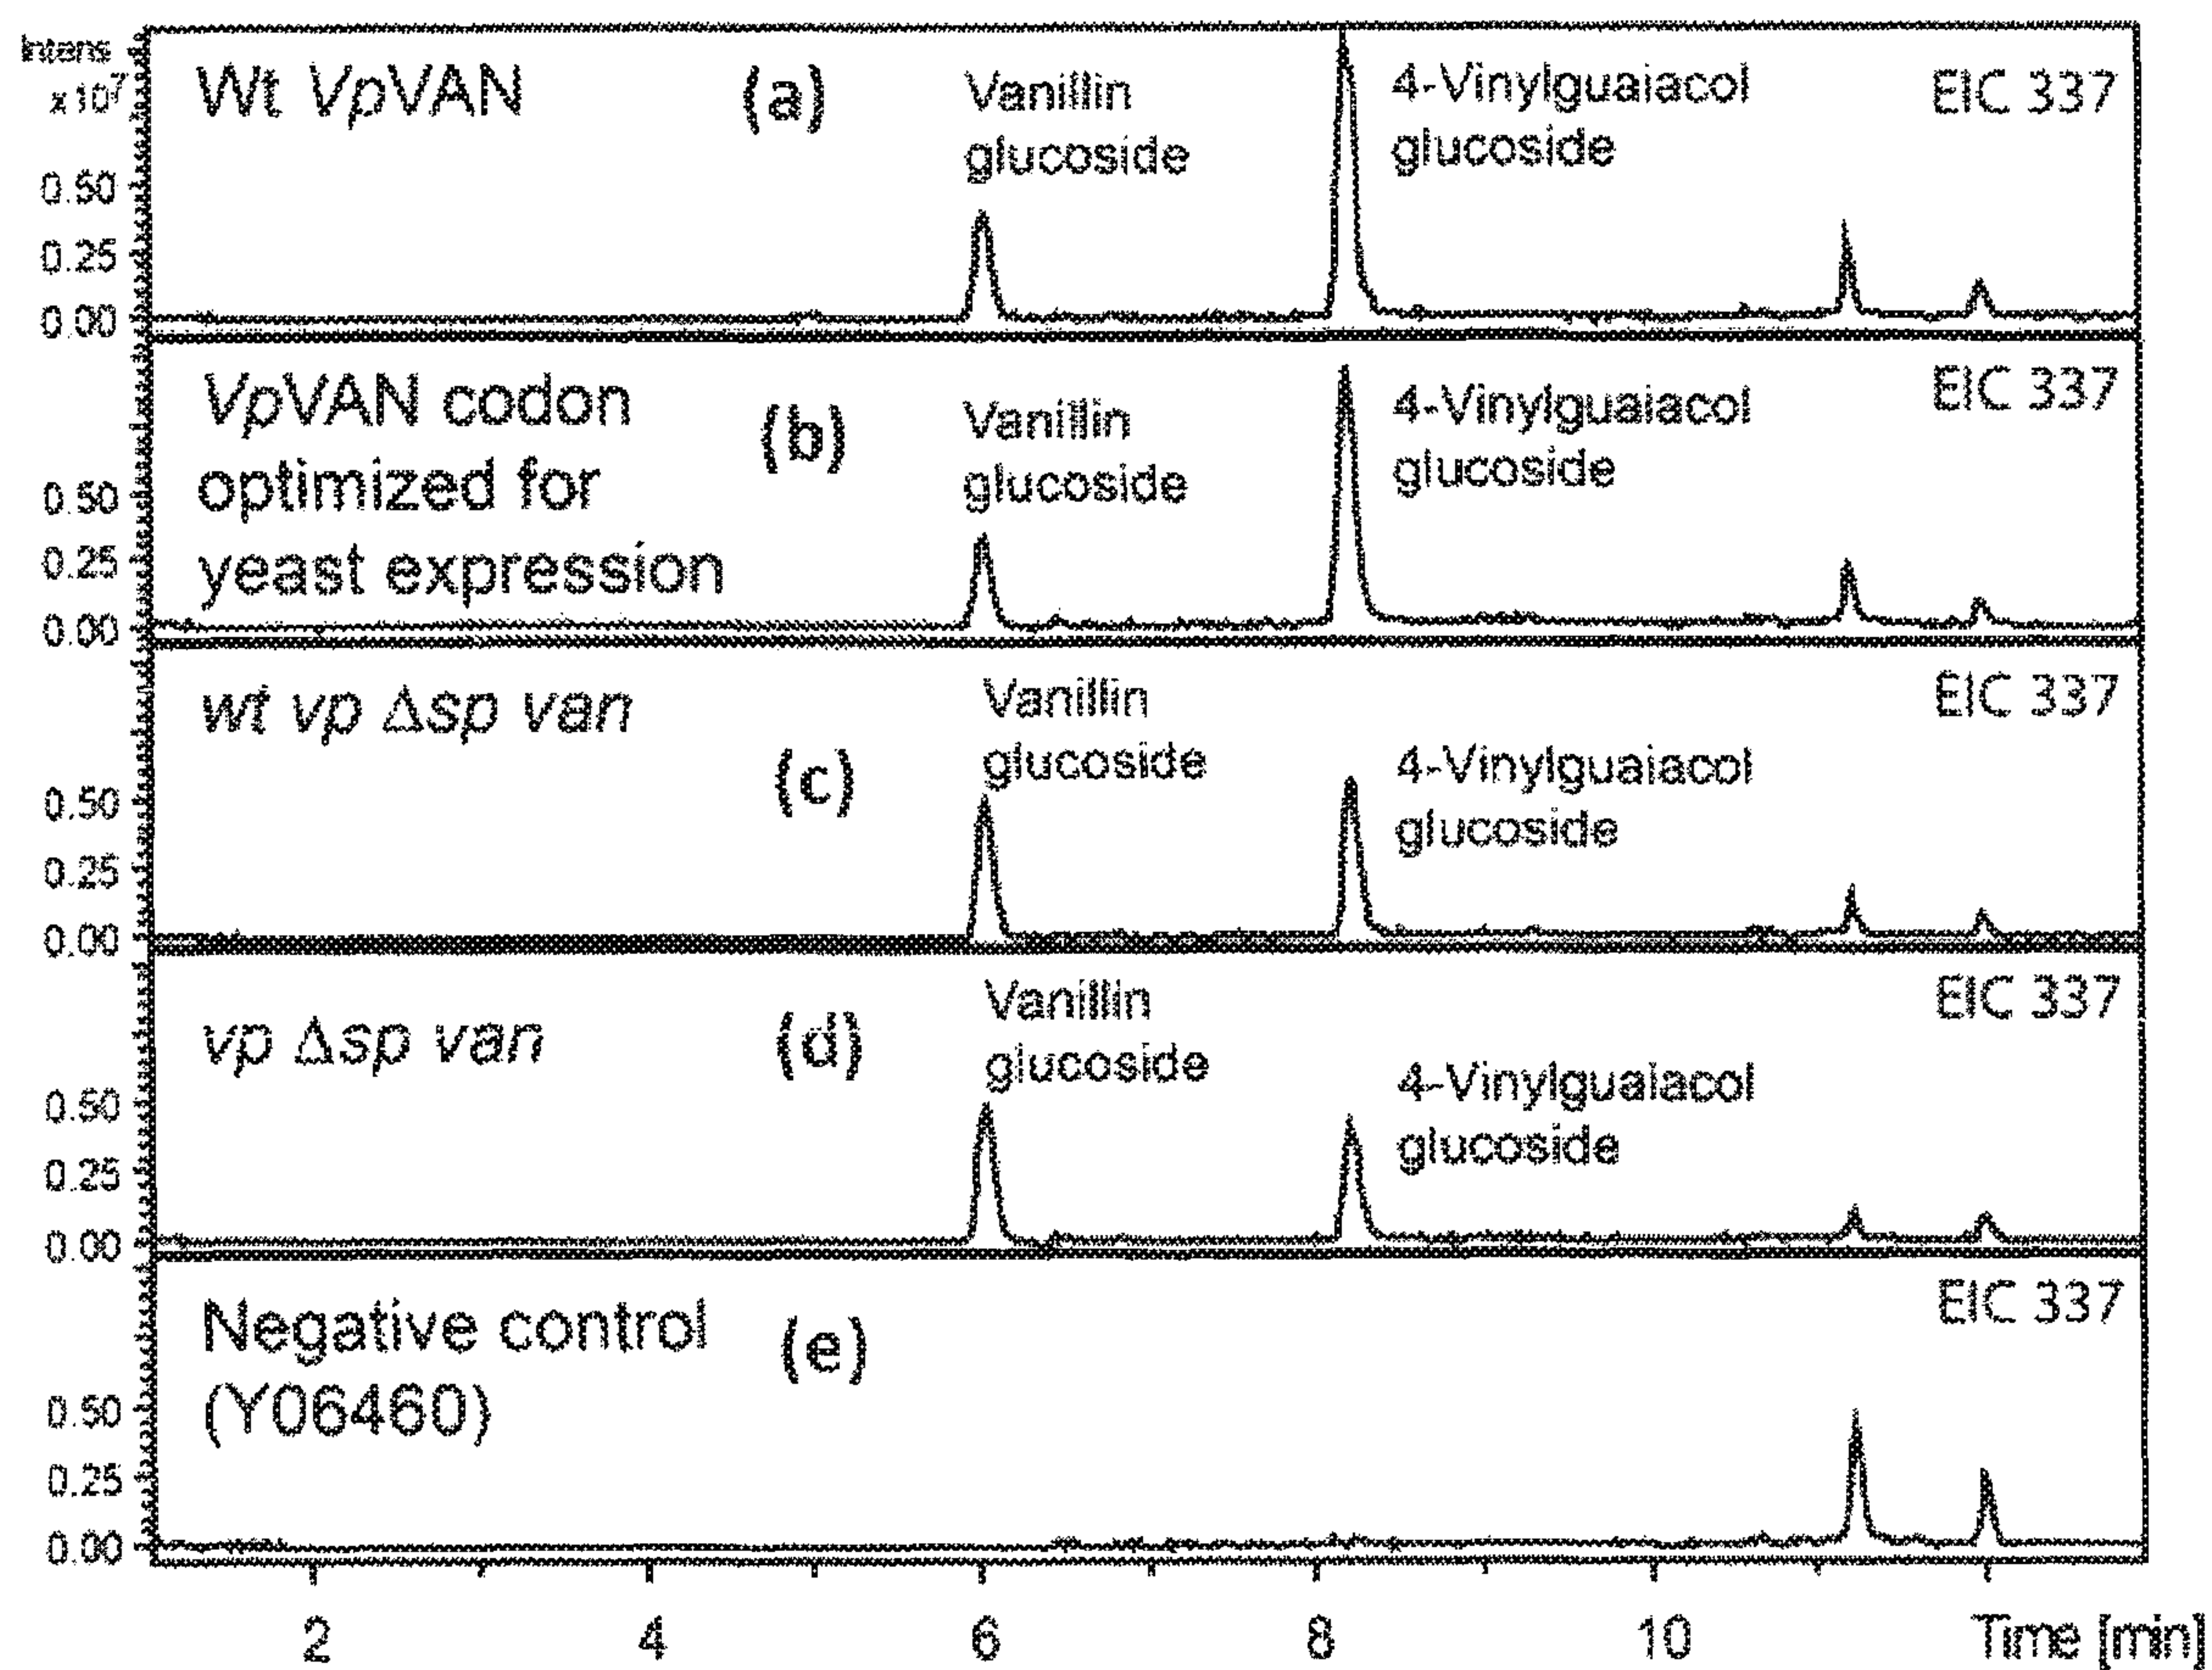 Intens
x10⁷
Wt VpVAN
(a)
Vanillin
glucoside
4-Vinylguaiacol
glucoside
EIC 337
0.50
0.25
0.00
VpVAN codon
optimized for
yeast expression
(b)
Vanillin
glucoside
4-Vinylguaiacol
glucoside
EIC 337
0.50
0.25
0.00
wt vp Δsp van
(c)
Vanillin
glucoside
4-Vinylguaiacol
glucoside
EIC 337
0.50
0.25
0.00
vp Δsp van
(d)
Vanillin
glucoside
4-Vinylguaiacol
glucoside
EIC 337
0.50
0.25
0.00
Negative control
(Y06460)
(e)
EIC 337
0.50
0.25
0.00
2 4 6 8 10 Time [min]